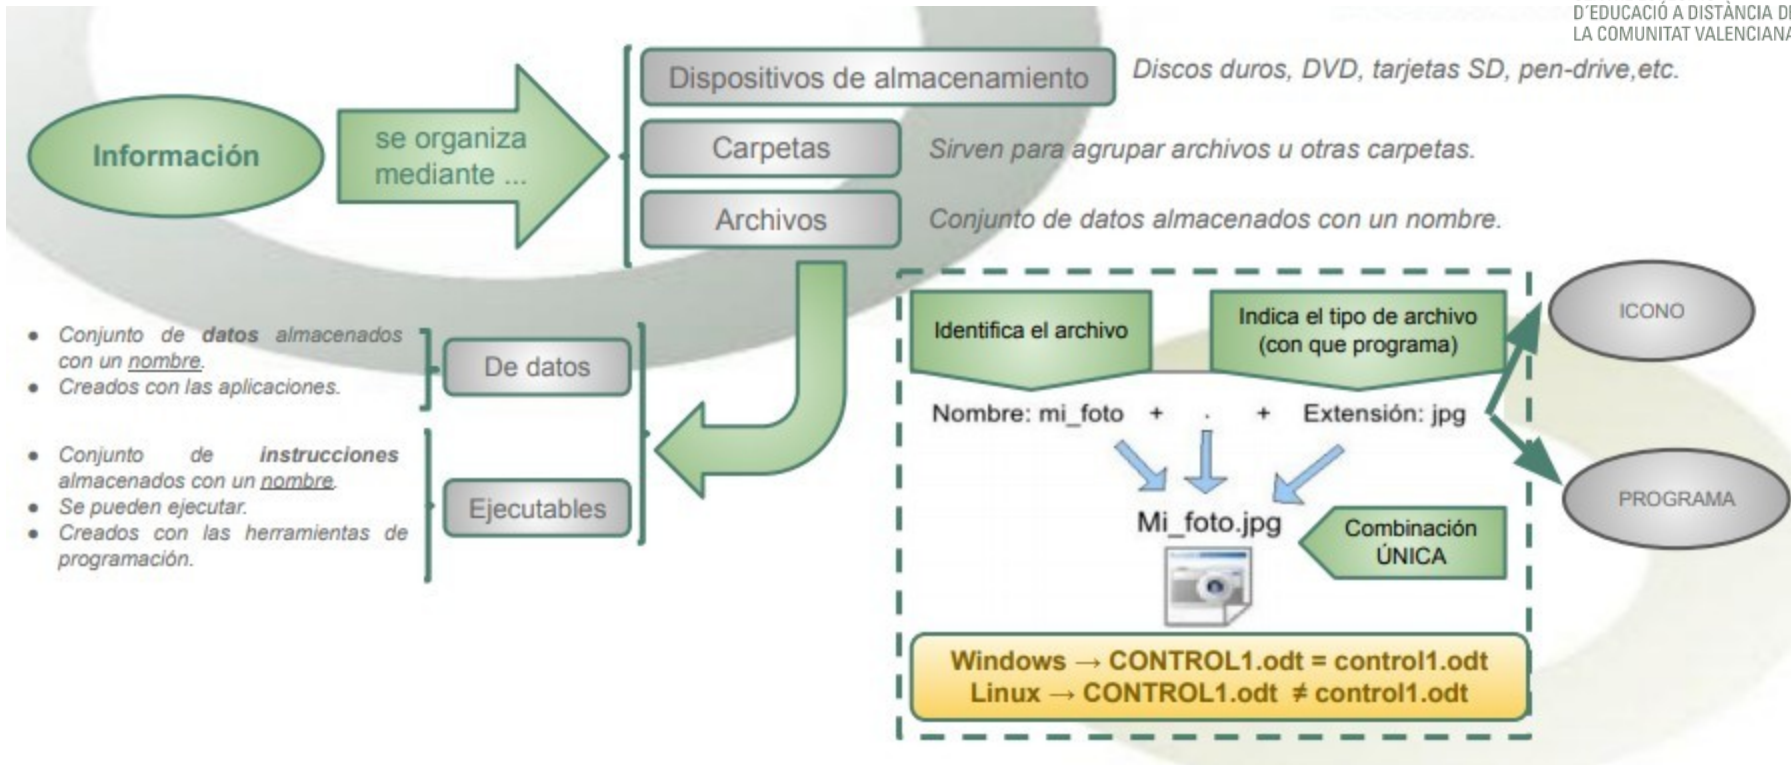 D´EDUCACIÓ A DISTÀNCIA
LA COMUNITAT VALENCIANA
Dispositivos de almacenamiento
Discos duros, DVD, tarjetas SD, pen-drive,etc.
Información
se organiza
mediante ...
Carpetas
Sirven para agrupar archivos u otras carpetas.
Archivos
Conjunto de datos almacenados con un nombre.
● Conjunto de datos almacenados
con un nombre.
● Creados con las aplicaciones.
De datos
● Conjunto de instrucciones
almacenados con un nombre.
● Se pueden ejecutar.
● Creados con las herramientas de
programación.
Ejecutables
Identifica el archivo
Indica el tipo de archivo
(con que programa)
ICONO
Nombre: mi_foto + . + Extensión: jpg
PROGRAMA
Mi_foto.jpg
Combinación
ÚNICA
Windows → CONTROL1.odt = control1.odt
Linux → CONTROL1.odt ≠ control1.odt